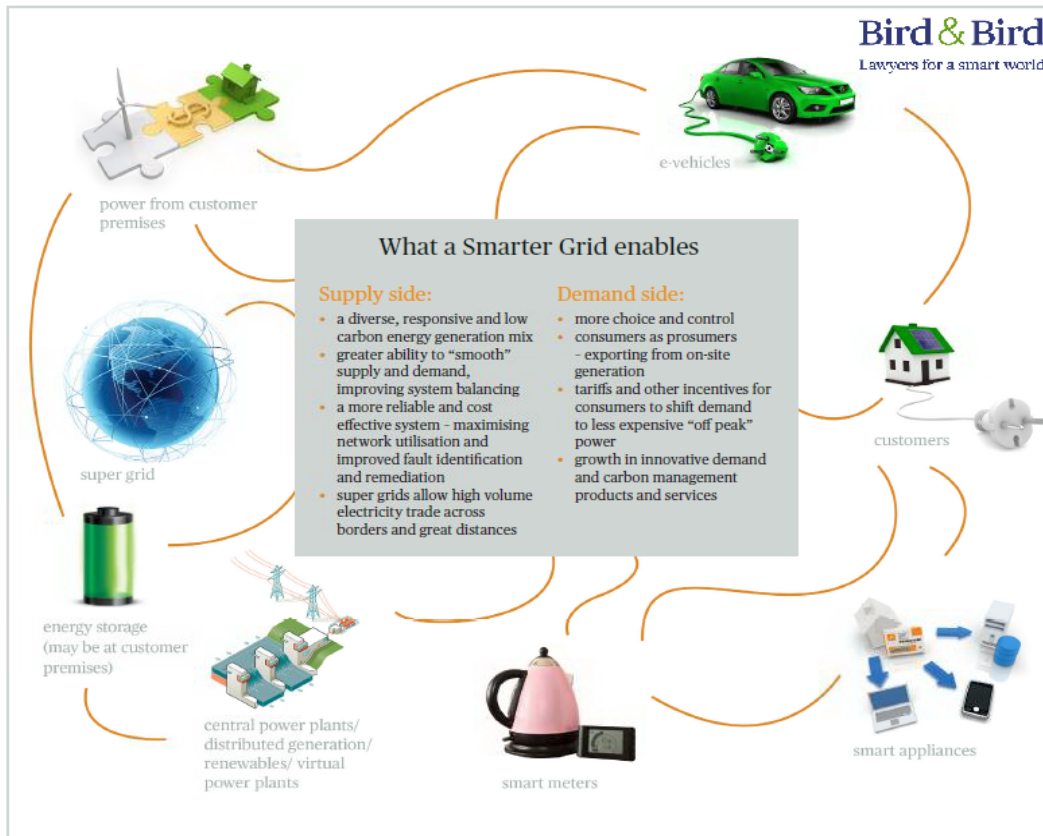 Bird & Bird
Lawyers for a smart world
e-vehicles
power from customer
premises
What a Smarter Grid enables
Supply side:
• a diverse, responsive and low
carbon energy generation mix
• greater ability to “smooth”
supply and demand,
improving system balancing
• a more reliable and cost
effective system – maximising
network utilisation and
improved fault identification
and remediation
• super grids allow high volume
electricity trade across
borders and great distances
Demand side:
• more choice and control
• consumers as prosumers
– exporting from on-site
generation
• tariffs and other incentives for
consumers to shift demand
to less expensive “off peak”
power
• growth in innovative demand
and carbon management
products and services
customers
super grid
energy storage
(may be at customer
premises)
central power plants/
distributed generation/
renewables/ virtual
power plants
smart meters
smart appliances